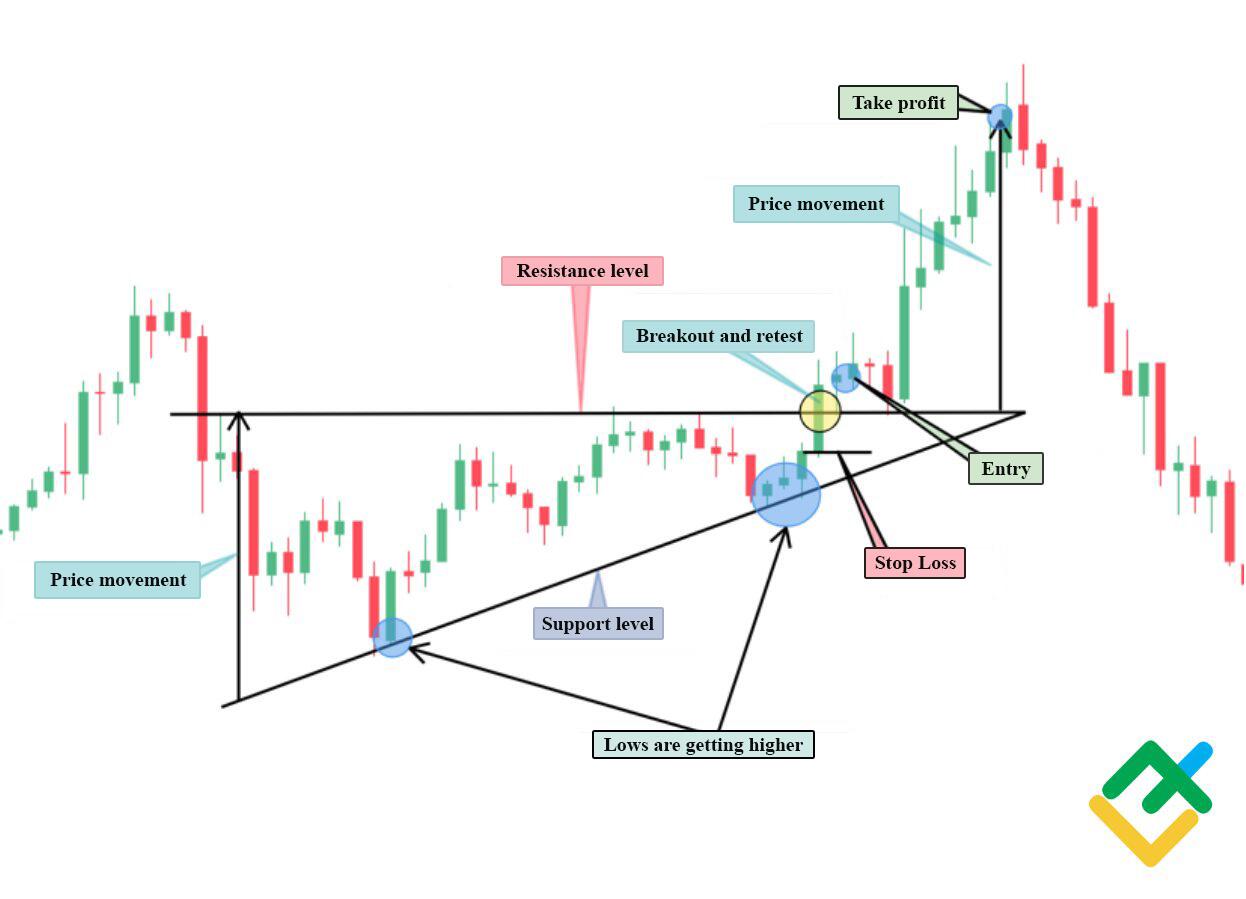 Take profit
Price movement
Resistance level
Breakout and retest
Entry
Stop Loss
Price movement
Support level
Lows are getting higher